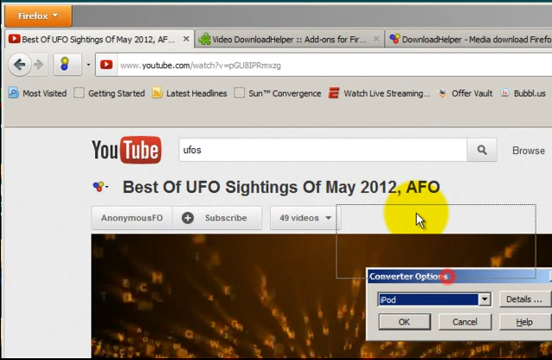 Firefox
Best Of UFO Sightings Of May 2012, AF... × Video DownloadHelper :: Add-ons for Fir... × DownloadHelper - Media download Firefo
www.youtube.com/watch?v=pGU8IPRmxzg
Most Visited Getting Started Latest Headlines Sun™ Convergence Watch Live Streaming... Offer Vault Bubbl.us
YouTube ufos Browse
Best Of UFO Sightings Of May 2012, AFO
AnonymousFO Subscribe 49 videos
Converter Options
iPod Details ...
OK Cancel Help